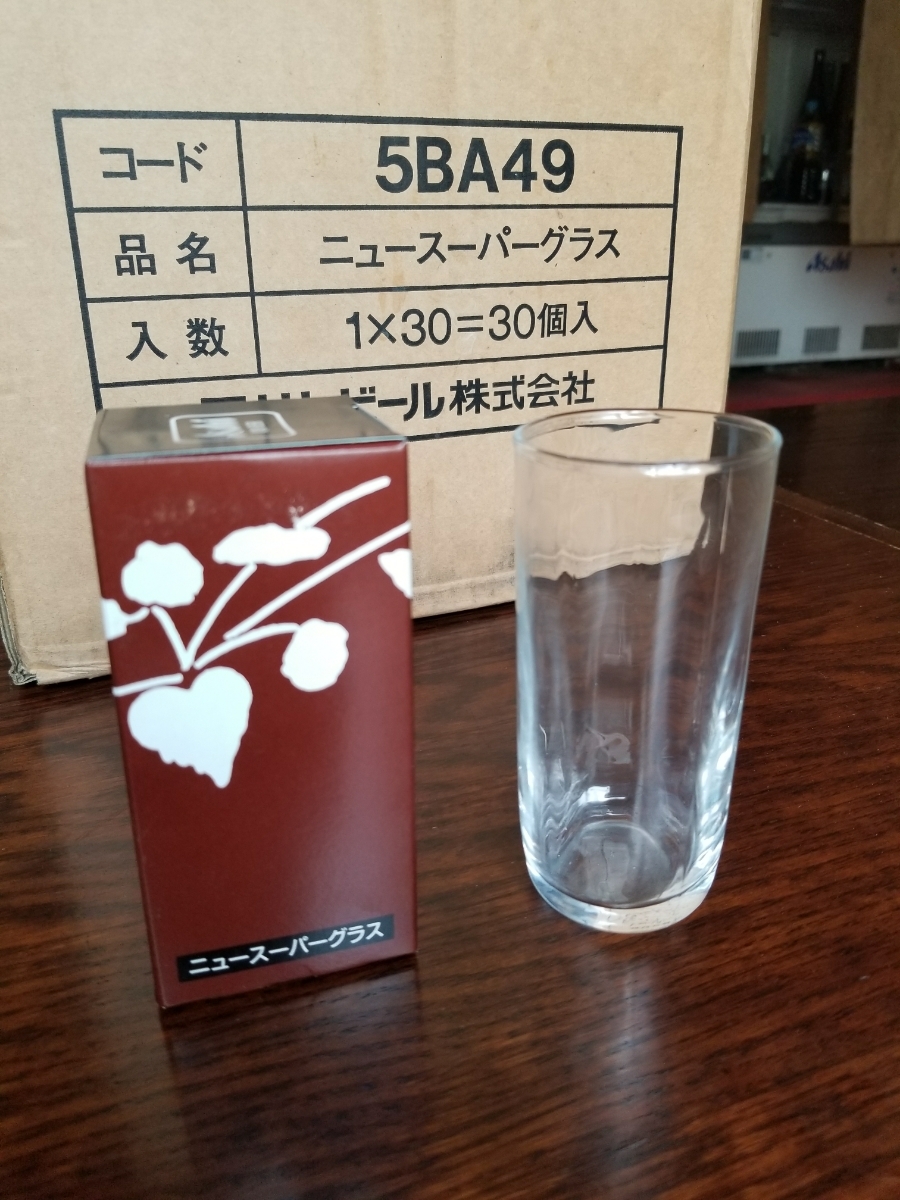 コード 5BA49
品名 ニュースーパーグラス
入数 1×30=30個入
ビール株式会社
Asahi
ニュースーパーグラス